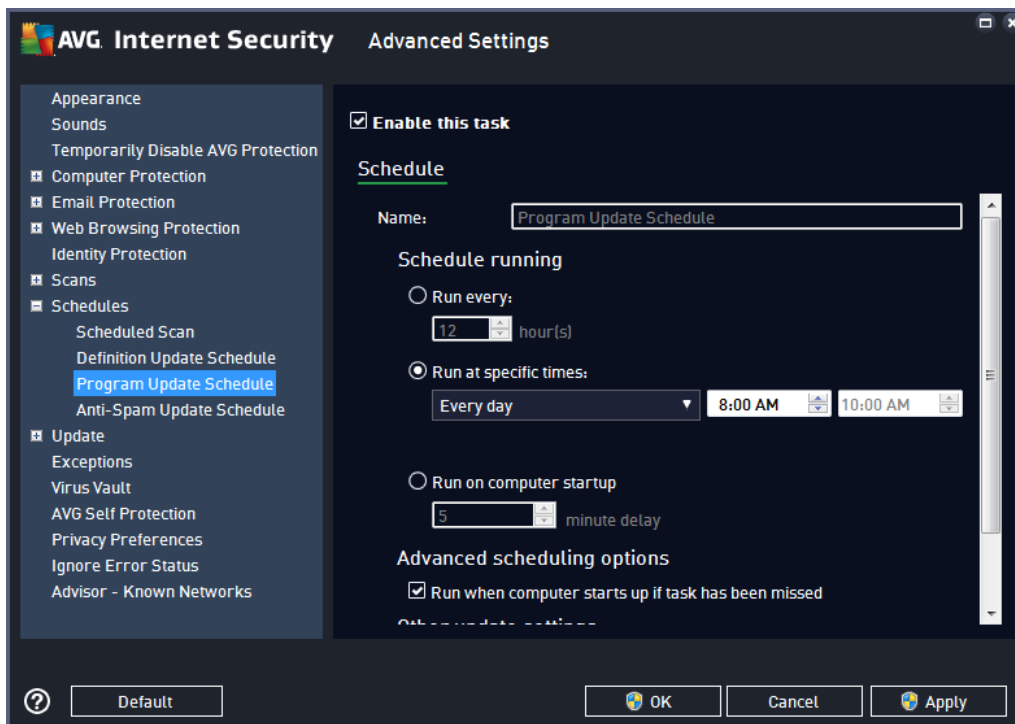 AVG. Internet Security Advanced Settings
Appearance
Sounds
Temporarily Disable AVG Protection
Computer Protection
Email Protection
Web Browsing Protection
Identity Protection
Scans
Schedules
Scheduled Scan
Definition Update Schedule
Program Update Schedule
Anti-Spam Update Schedule
Update
Exceptions
Virus Vault
AVG Self Protection
Privacy Preferences
Ignore Error Status
Advisor - Known Networks
Enable this task
Schedule
Name: Program Update Schedule
Schedule running
Run every:
12 hour(s)
Run at specific times:
Every day 8:00 AM 10:00 AM
Run on computer startup
5 minute delay
Advanced scheduling options
Run when computer starts up if task has been missed
Other update settings
? Default OK Cancel Apply